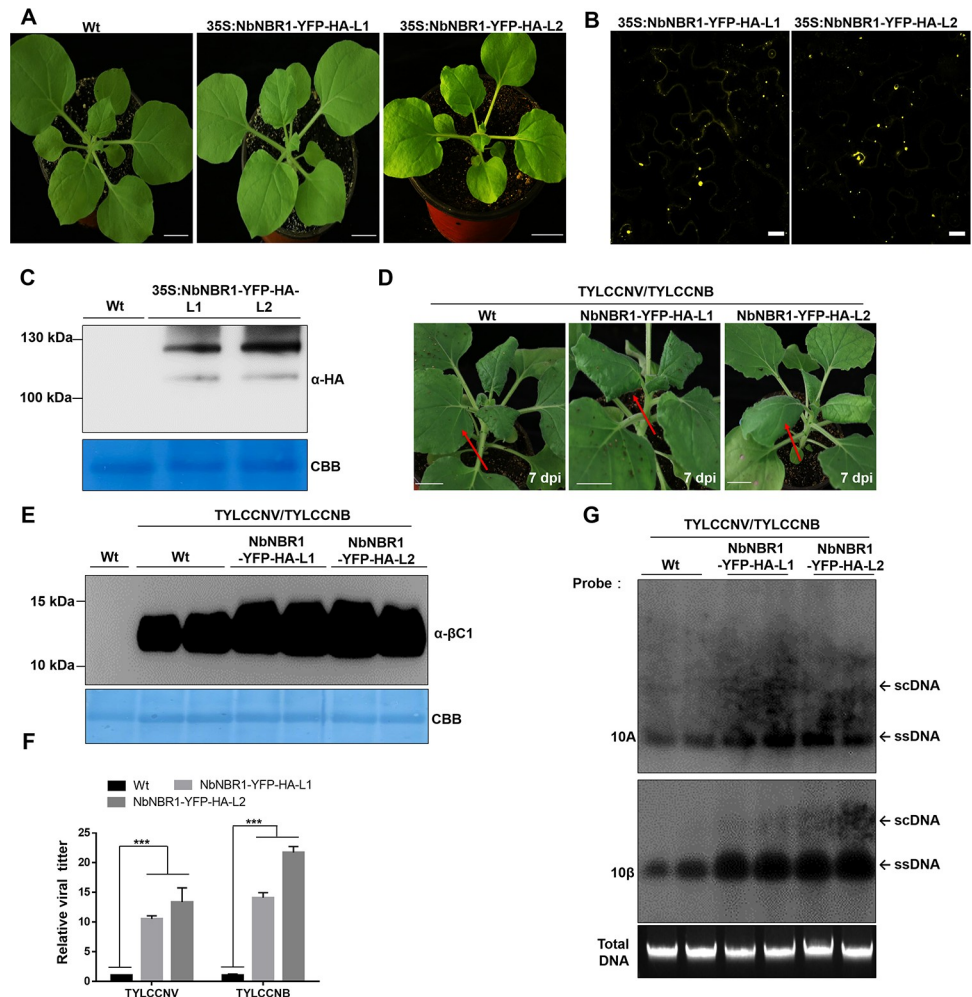 A
Wt
35S:NbNBR1-YFP-HA-L1
35S:NbNBR1-YFP-HA-L2
B
35S:NbNBR1-YFP-HA-L1
35S:NbNBR1-YFP-HA-L2
C
35S:NbNBR1-YFP-HA-
Wt
L1
L2
130 kDa
100 kDa
α-HA
CBB
D
TYLCCNV/TYLCCNB
Wt
NbNBR1-YFP-HA-L1
NbNBR1-YFP-HA-L2
7 dpi
7 dpi
7 dpi
E
TYLCCNV/TYLCCNB
Wt
Wt
NbNBR1
-YFP-HA-L1
NbNBR1
-YFP-HA-L2
15 kDa
10 kDa
α-βC1
CBB
F
Wt
NbNBR1-YFP-HA-L1
NbNBR1-YFP-HA-L2
Relative viral titter
25
20
15
10
5
0
***
***
TYLCCNV
TYLCCNB
G
TYLCCNV/TYLCCNB
Wt
NbNBR1
-YFP-HA-L1
NbNBR1
-YFP-HA-L2
Probe :
10A
← scDNA
← ssDNA
10β
← scDNA
← ssDNA
Total
DNA